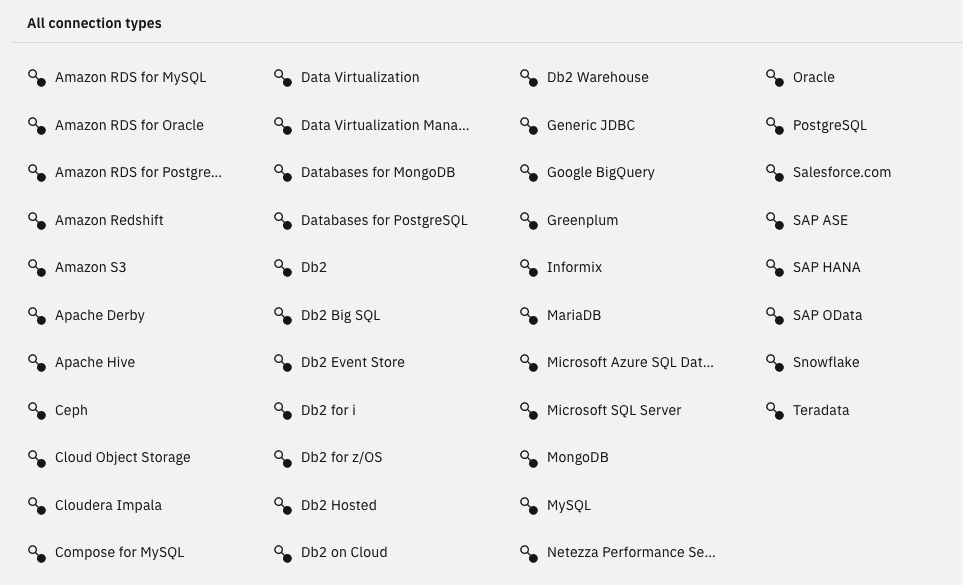 All connection types
Amazon RDS for MySQL
Amazon RDS for Oracle
Amazon RDS for Postgre...
Amazon Redshift
Amazon S3
Apache Derby
Apache Hive
Ceph
Cloud Object Storage
Cloudera Impala
Compose for MySQL
Data Virtualization
Data Virtualization Mana...
Databases for MongoDB
Databases for PostgreSQL
Db2
Db2 Big SQL
Db2 Event Store
Db2 for i
Db2 for z/OS
Db2 Hosted
Db2 on Cloud
Db2 Warehouse
Generic JDBC
Google BigQuery
Greenplum
Informix
MariaDB
Microsoft Azure SQL Dat...
Microsoft SQL Server
MongoDB
MySQL
Netezza Performance Se...
Oracle
PostgreSQL
Salesforce.com
SAP ASE
SAP HANA
SAP OData
Snowflake
Teradata